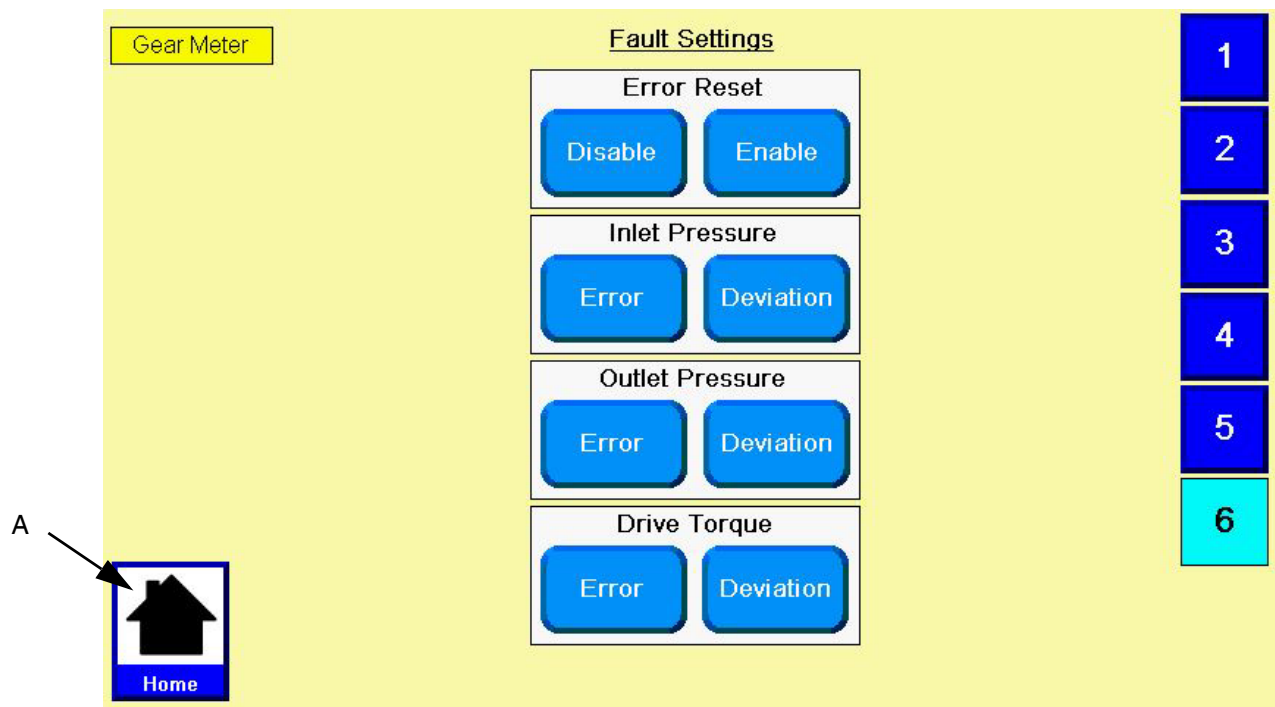 Gear Meter
Fault Settings
Error Reset
Disable Enable
Inlet Pressure
Error Deviation
Outlet Pressure
Error Deviation
Drive Torque
Error Deviation
1
2
3
4
5
6
A
Home